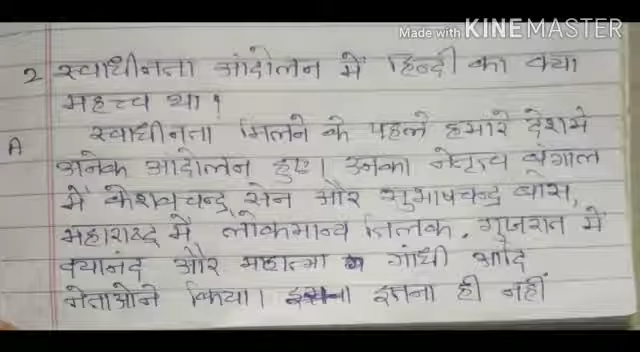 Made with KINEMASTER
2 स्वाधीनता आंदोलन में हिन्दी का क्या
महत्त्व था ?
A स्वाधीनता मिलने के पहले हमारे देशमे
अनेक आंदोलन हुए। उनका नेतृत्व बंगाल
में केशवचन्द्र सेन और सुभाषचन्द्र बोस,
महाराष्ट्र में लोकमान्य तिलक, गुजरात में
दयानंद और महात्मा गांधी आदि
नेताओने किया। इतना ही नहीं